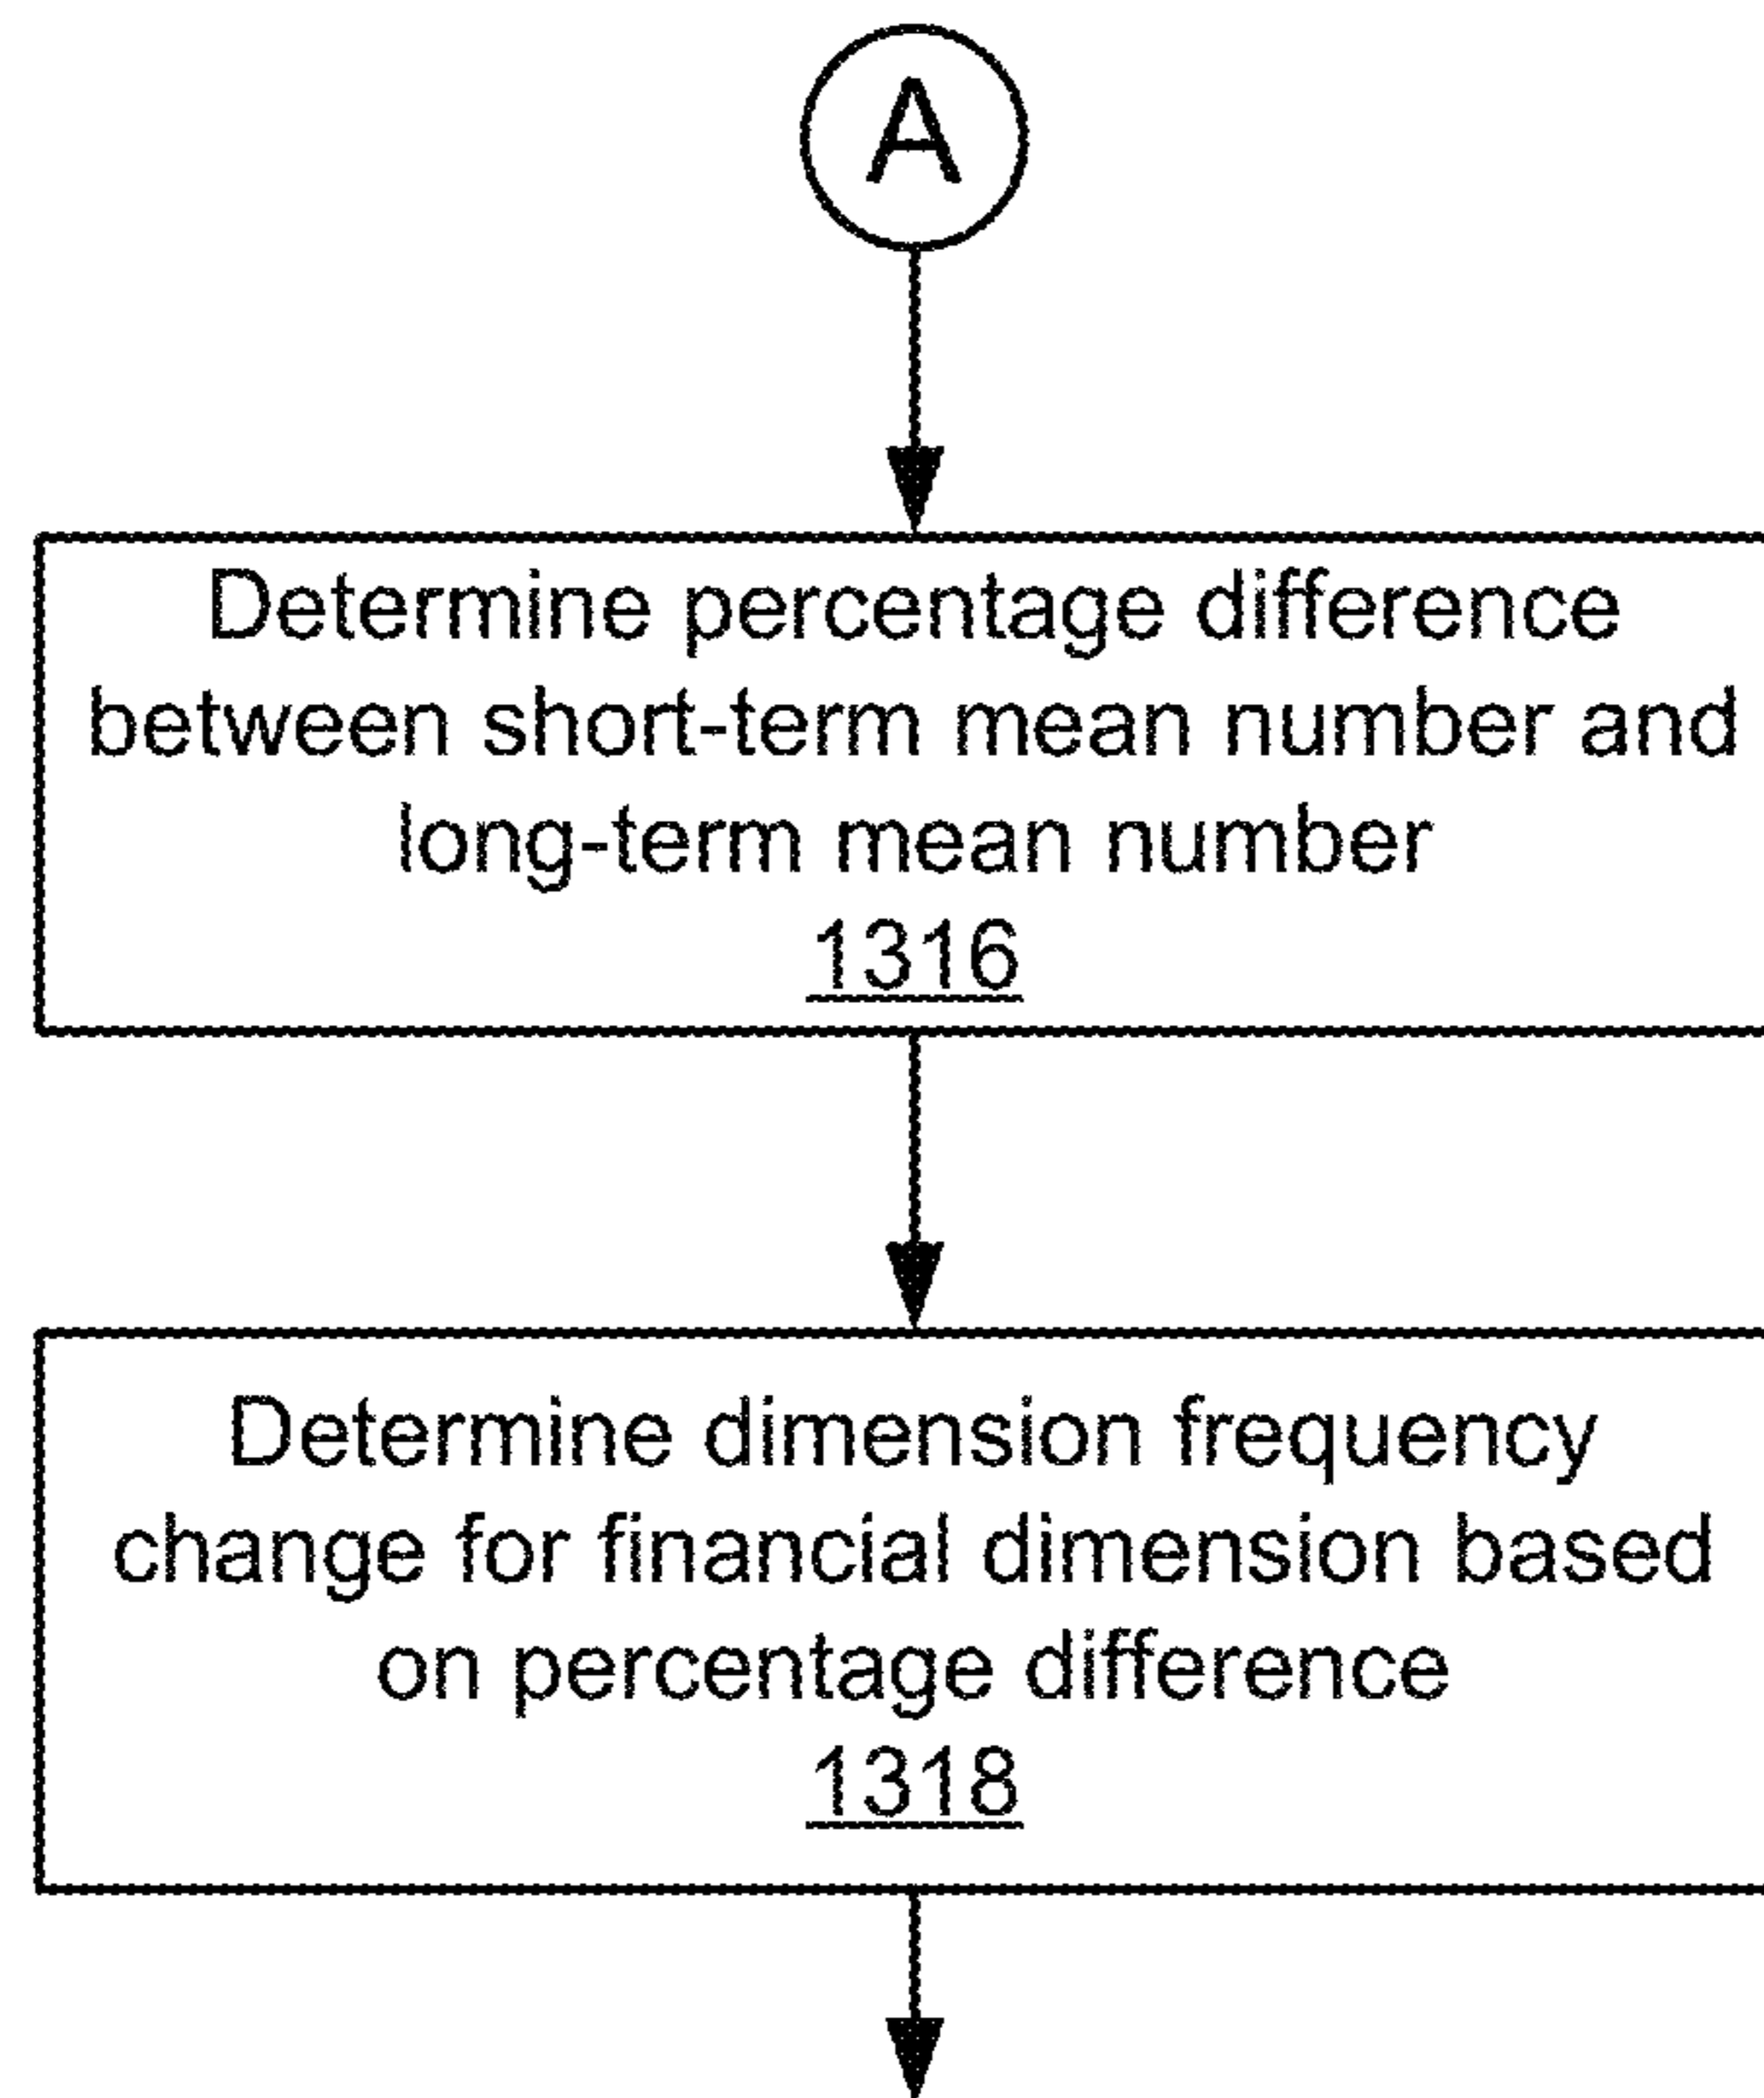 A
Determine percentage difference
between short-term mean number and
long-term mean number
1316
Determine dimension frequency
change for financial dimension based
on percentage difference
1318